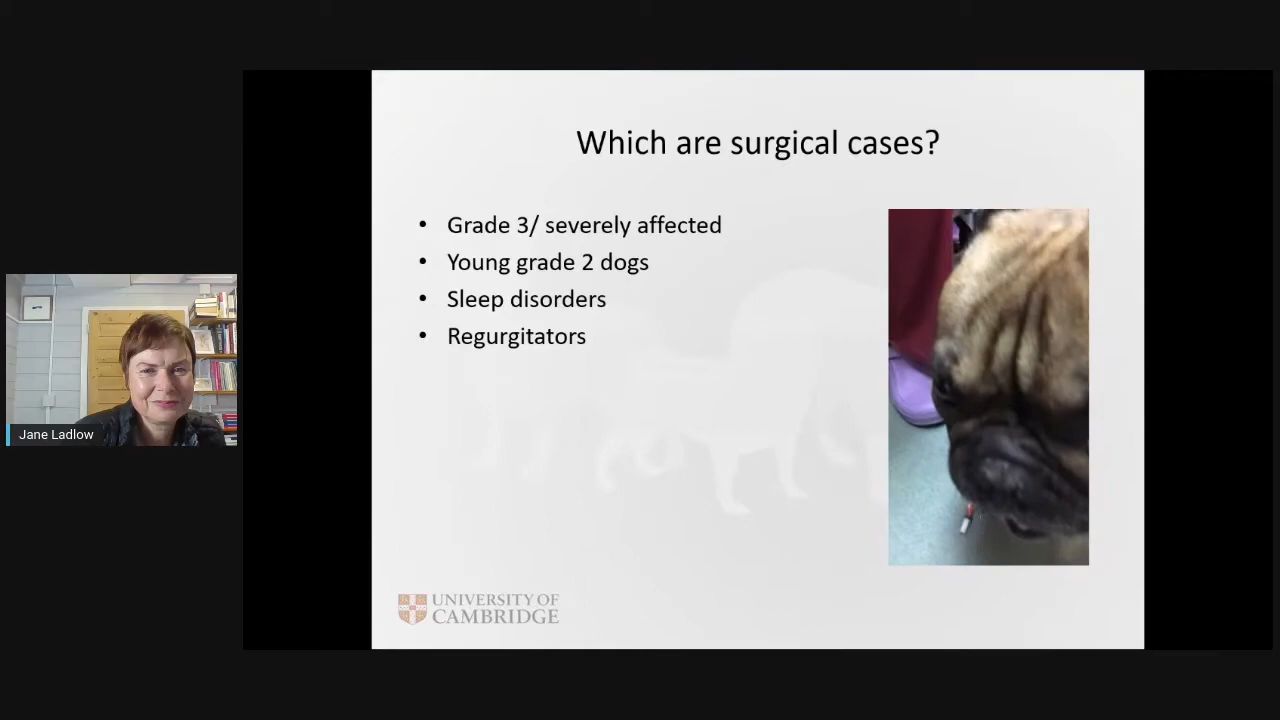 Which are surgical cases?
• Grade 3/ severely affected
• Young grade 2 dogs
• Sleep disorders
• Regurgitators
Jane Ladlow
UNIVERSITY OF
CAMBRIDGE